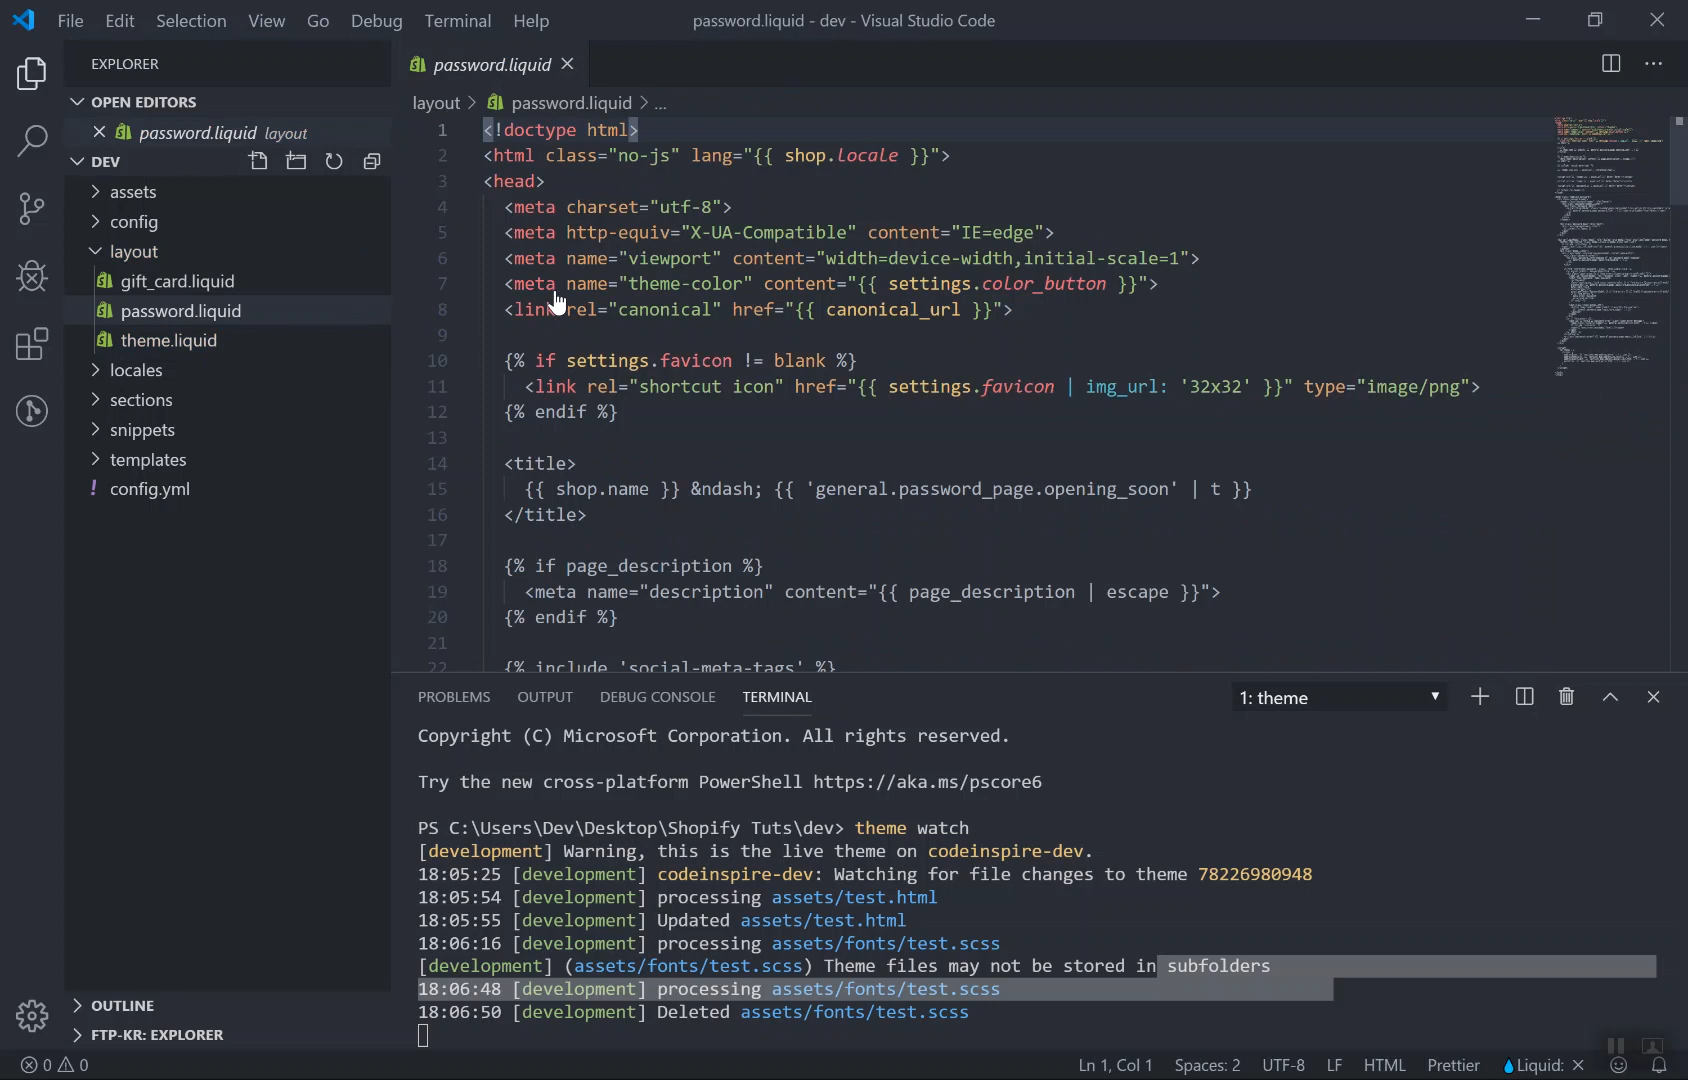 File Edit Selection View Go Debug Terminal Help
password.liquid - dev - Visual Studio Code
EXPLORER
OPEN EDITORS
password.liquid layout
DEV
assets
config
layout
gift_card.liquid
password.liquid
theme.liquid
locales
sections
snippets
templates
! config.yml
OUTLINE
FTP-KR: EXPLORER
password.liquid
layout > password.liquid > ...
1 <!doctype html>
2 <html class="no-js" lang="{{ shop.locale }}">
3 <head>
4 <meta charset="utf-8">
5 <meta http-equiv="X-UA-Compatible" content="IE=edge">
6 <meta name="viewport" content="width=device-width,initial-scale=1">
7 <meta name="theme-color" content="{{ settings.color_button }}">
8 <link rel="canonical" href="{{ canonical_url }}">
9
10 {% if settings.favicon != blank %}
11 <link rel="shortcut icon" href="{{ settings.favicon | img_url: '32x32' }}" type="image/png">
12 {% endif %}
13
14 <title>
15 {{ shop.name }} &ndash; {{ 'general.password_page.opening_soon' | t }}
16 </title>
17
18 {% if page_description %}
19 <meta name="description" content="{{ page_description | escape }}">
20 {% endif %}
21
22 {% include 'social-meta-tags' %}
PROBLEMS OUTPUT DEBUG CONSOLE TERMINAL
1: theme
Copyright (C) Microsoft Corporation. All rights reserved.
Try the new cross-platform PowerShell https://aka.ms/pscore6
PS C:\Users\Dev\Desktop\Shopify Tuts\dev> theme watch
[development] Warning, this is the live theme on codeinspire-dev.
18:05:25 [development] codeinspire-dev: Watching for file changes to theme 78226980948
18:05:54 [development] processing assets/test.html
18:05:55 [development] Updated assets/test.html
18:06:16 [development] processing assets/fonts/test.scss
[development] (assets/fonts/test.scss) Theme files may not be stored in subfolders
18:06:48 [development] processing assets/fonts/test.scss
18:06:50 [development] Deleted assets/fonts/test.scss
0 0
Ln 1, Col 1 Spaces: 2 UTF-8 LF HTML Prettier Liquid: ×